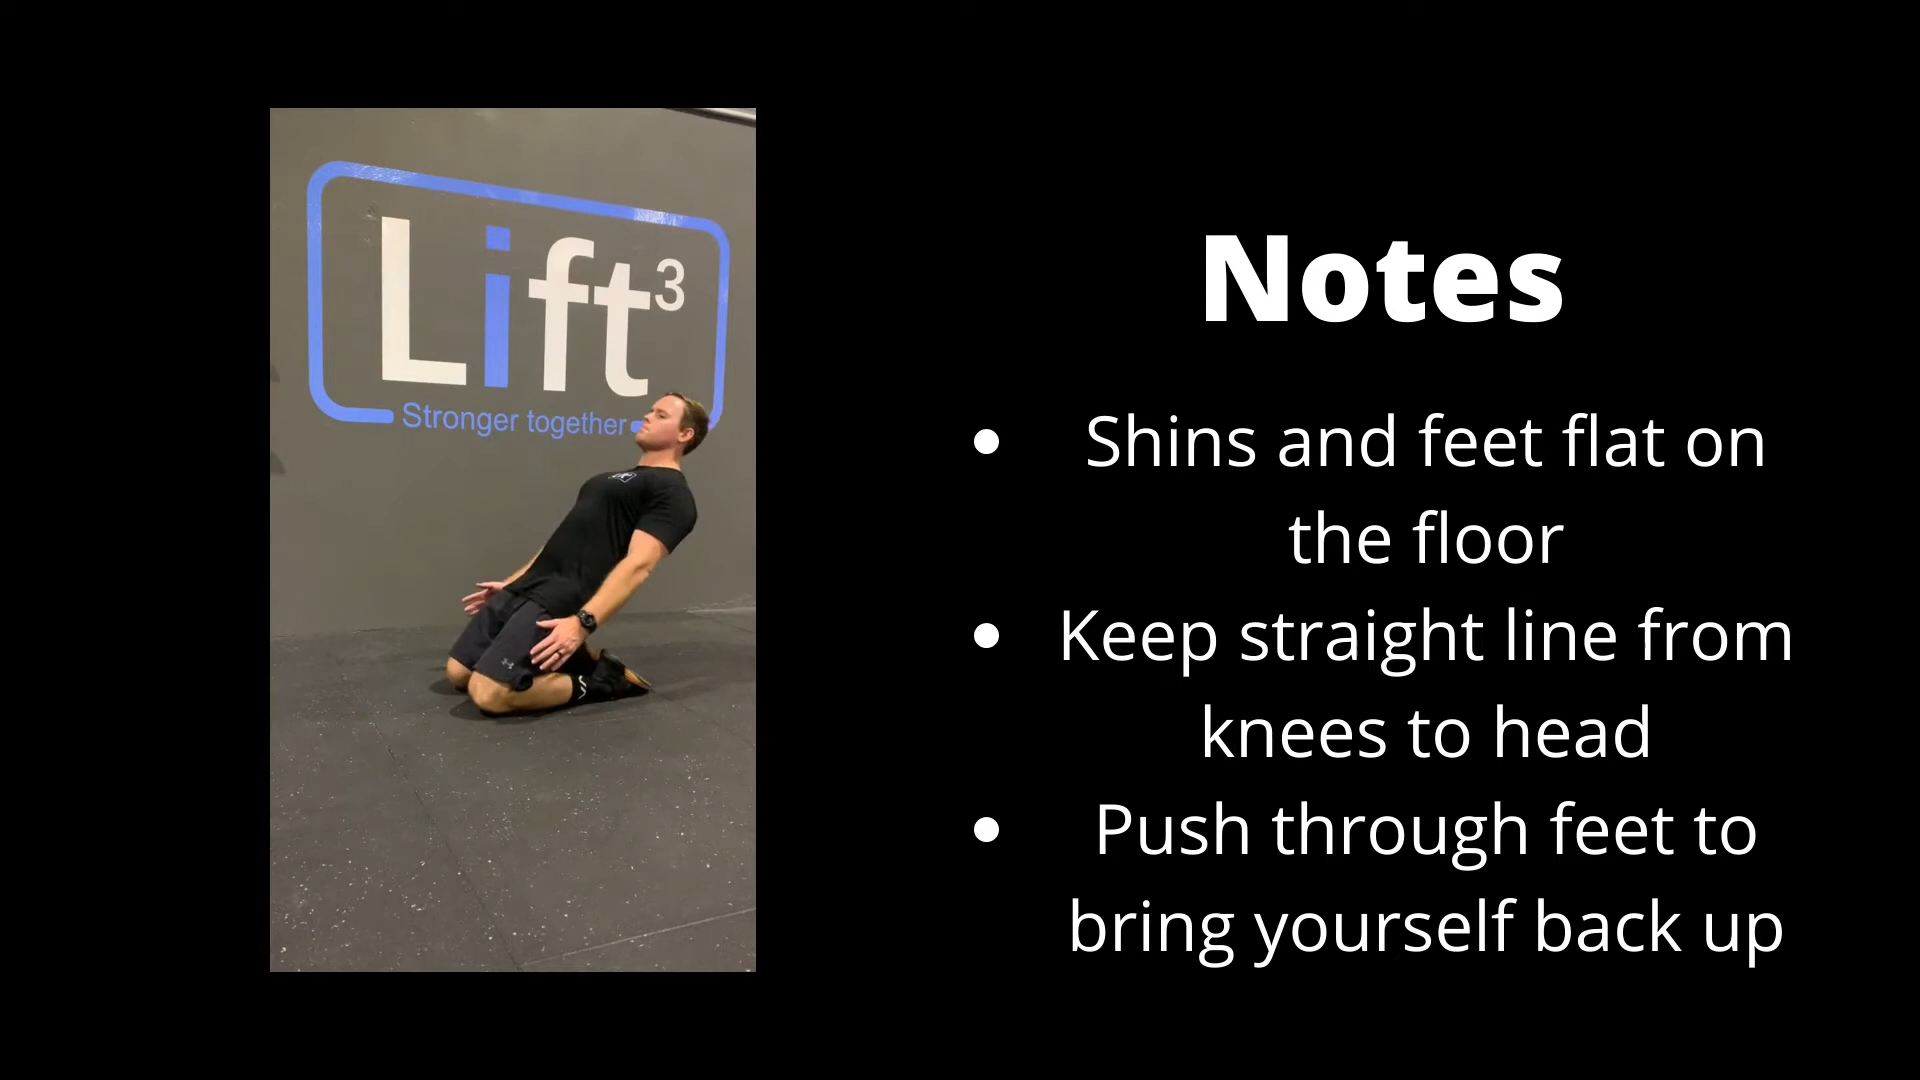 Lift³
Stronger together
Notes
• Shins and feet flat on
the floor
• Keep straight line from
knees to head
• Push through feet to
bring yourself back up